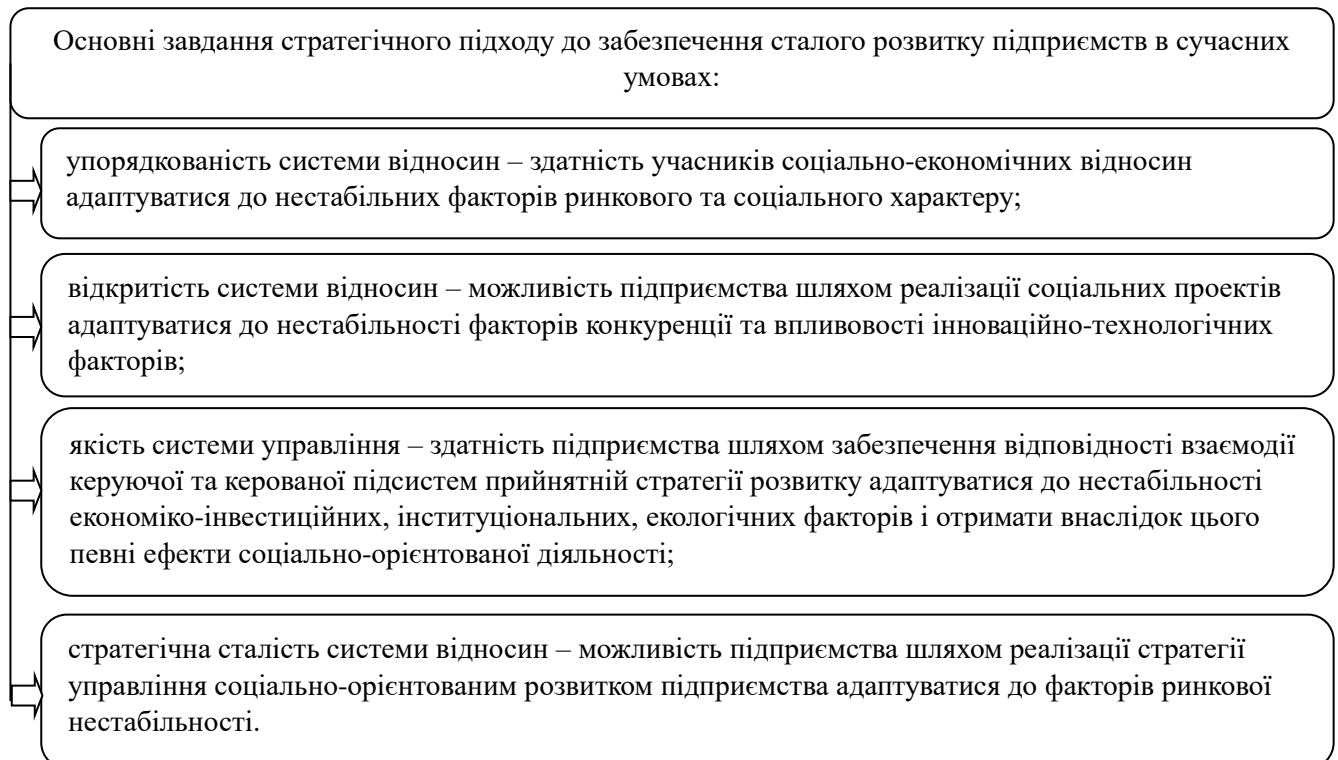 Основні завдання стратегічного підходу до забезпечення сталого розвитку підприємств в сучасних
умовах:
упорядкованість системи відносин – здатність учасників соціально-економічних відносин
адаптуватися до нестабільних факторів ринкового та соціального характеру;
відкритість системи відносин – можливість підприємства шляхом реалізації соціальних проектів
адаптуватися до нестабільності факторів конкуренції та впливовості інноваційно-технологічних
факторів;
якість системи управління – здатність підприємства шляхом забезпечення відповідності взаємодії
керуючої та керованої підсистем прийнятній стратегії розвитку адаптуватися до нестабільності
економіко-інвестиційних, інституціональних, екологічних факторів і отримати внаслідок цього
певні ефекти соціально-орієнтованої діяльності;
стратегічна сталість системи відносин – можливість підприємства шляхом реалізації стратегії
управління соціально-орієнтованим розвитком підприємства адаптуватися до факторів ринкової
нестабільності.